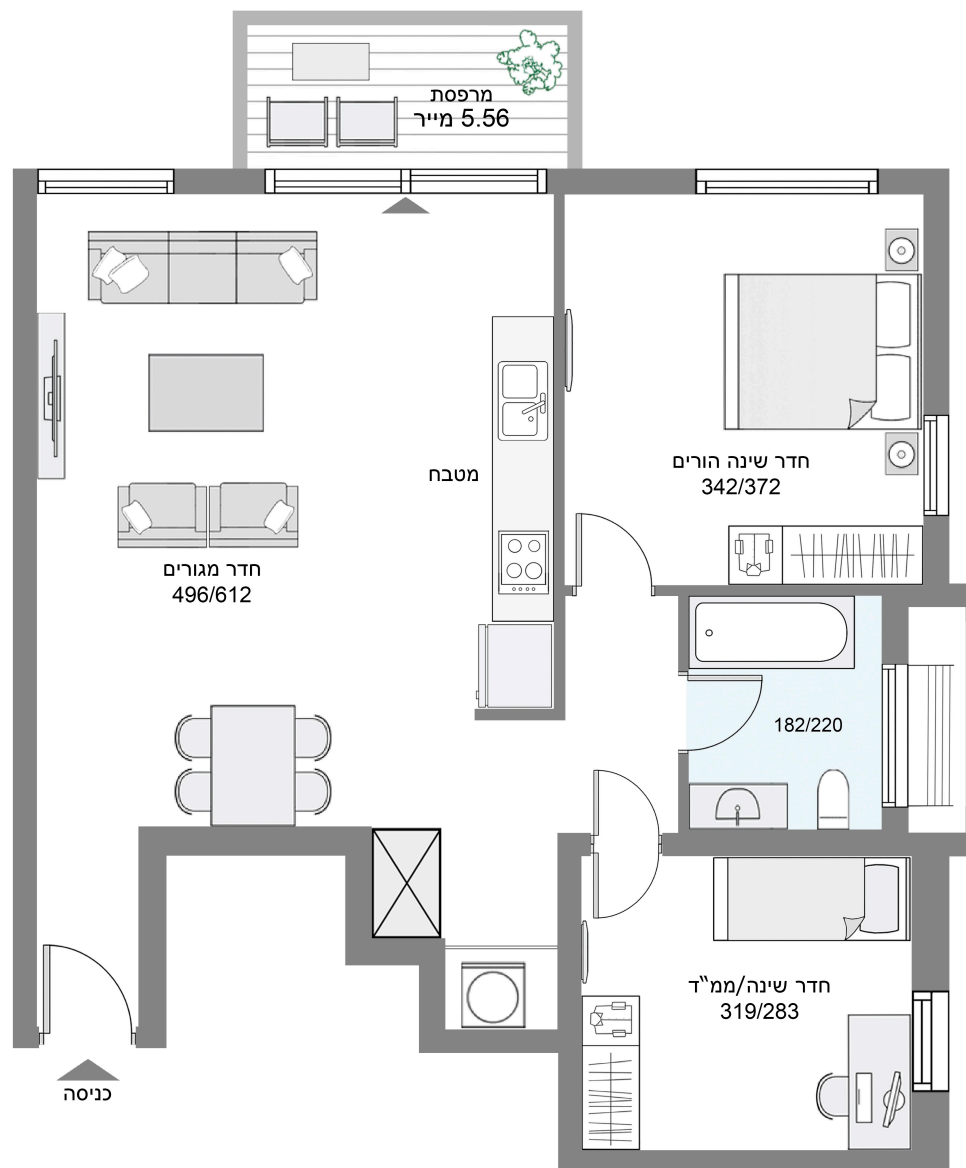 מרפסת
5.56 מייר
חדר שינה הורים
342/372
מטבח
חדר מגורים
496/612
182/220
חדר שינה/ממ"ד
319/283
כניסה